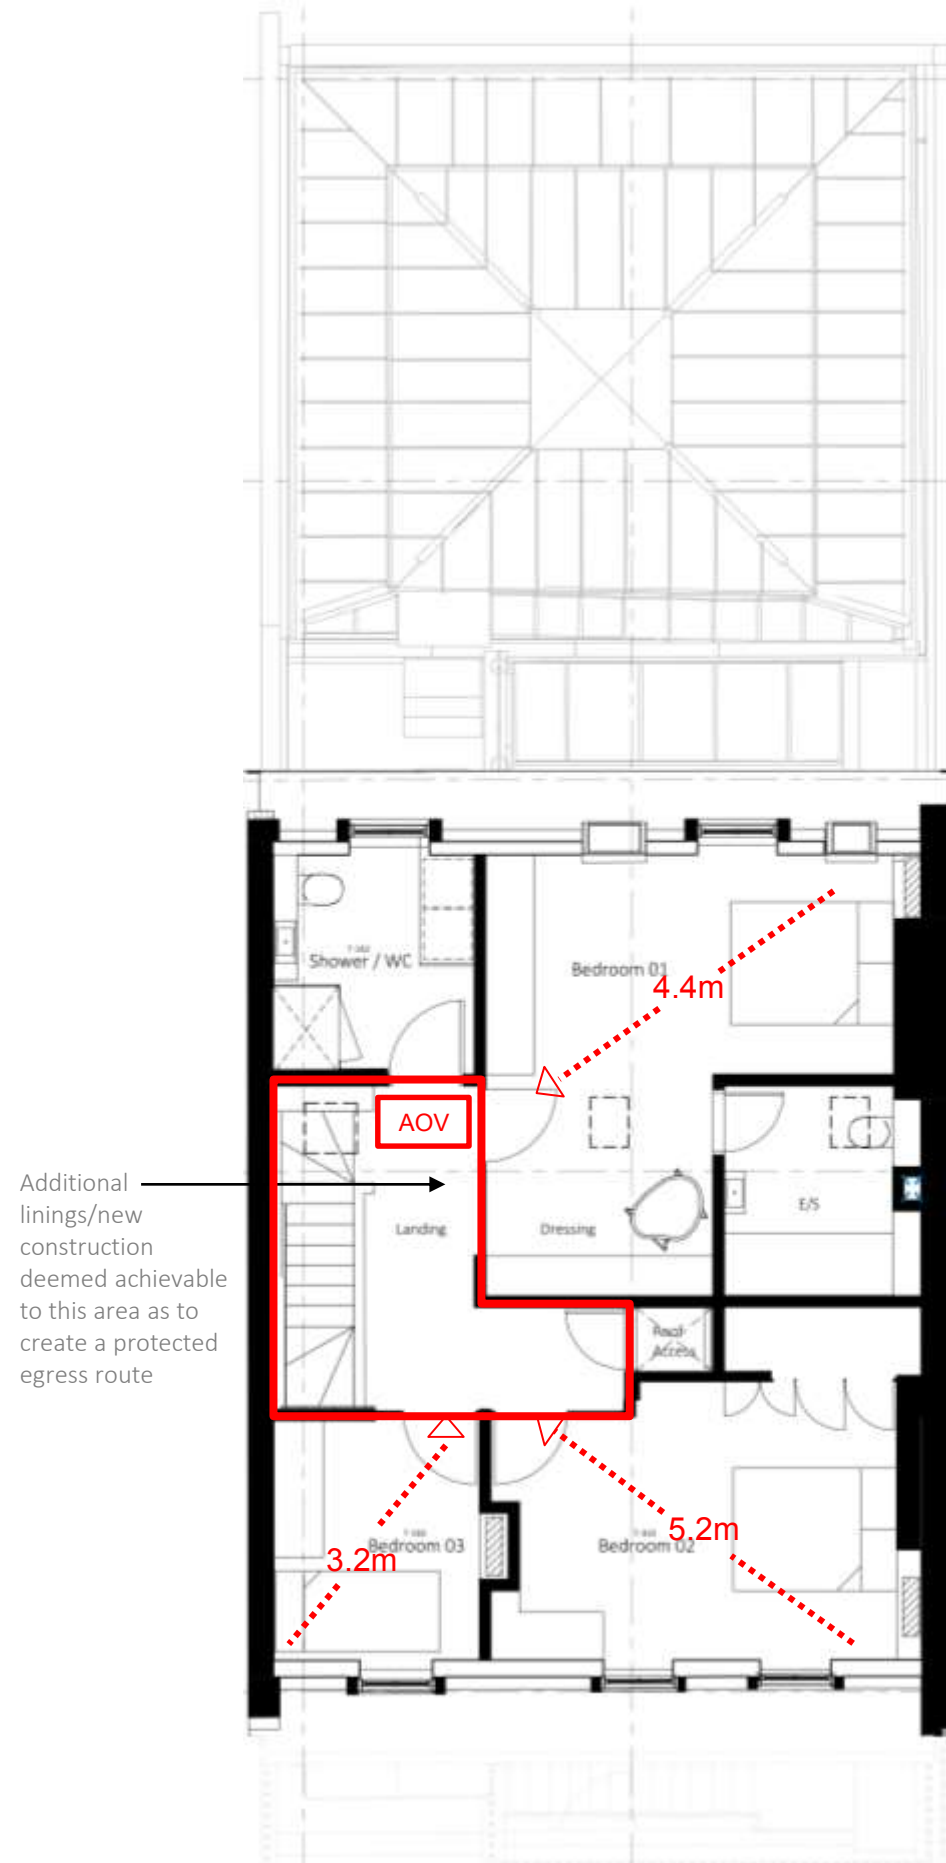 Shower / WC
Bedroom 01
4.4m
AOV
Additional
linings/new
construction
deemed achievable
to this area as to
create a protected
egress route
Landing
Dressing
E/S
Roof
Access
Bedroom 03
3.2m
Bedroom 02
5.2m